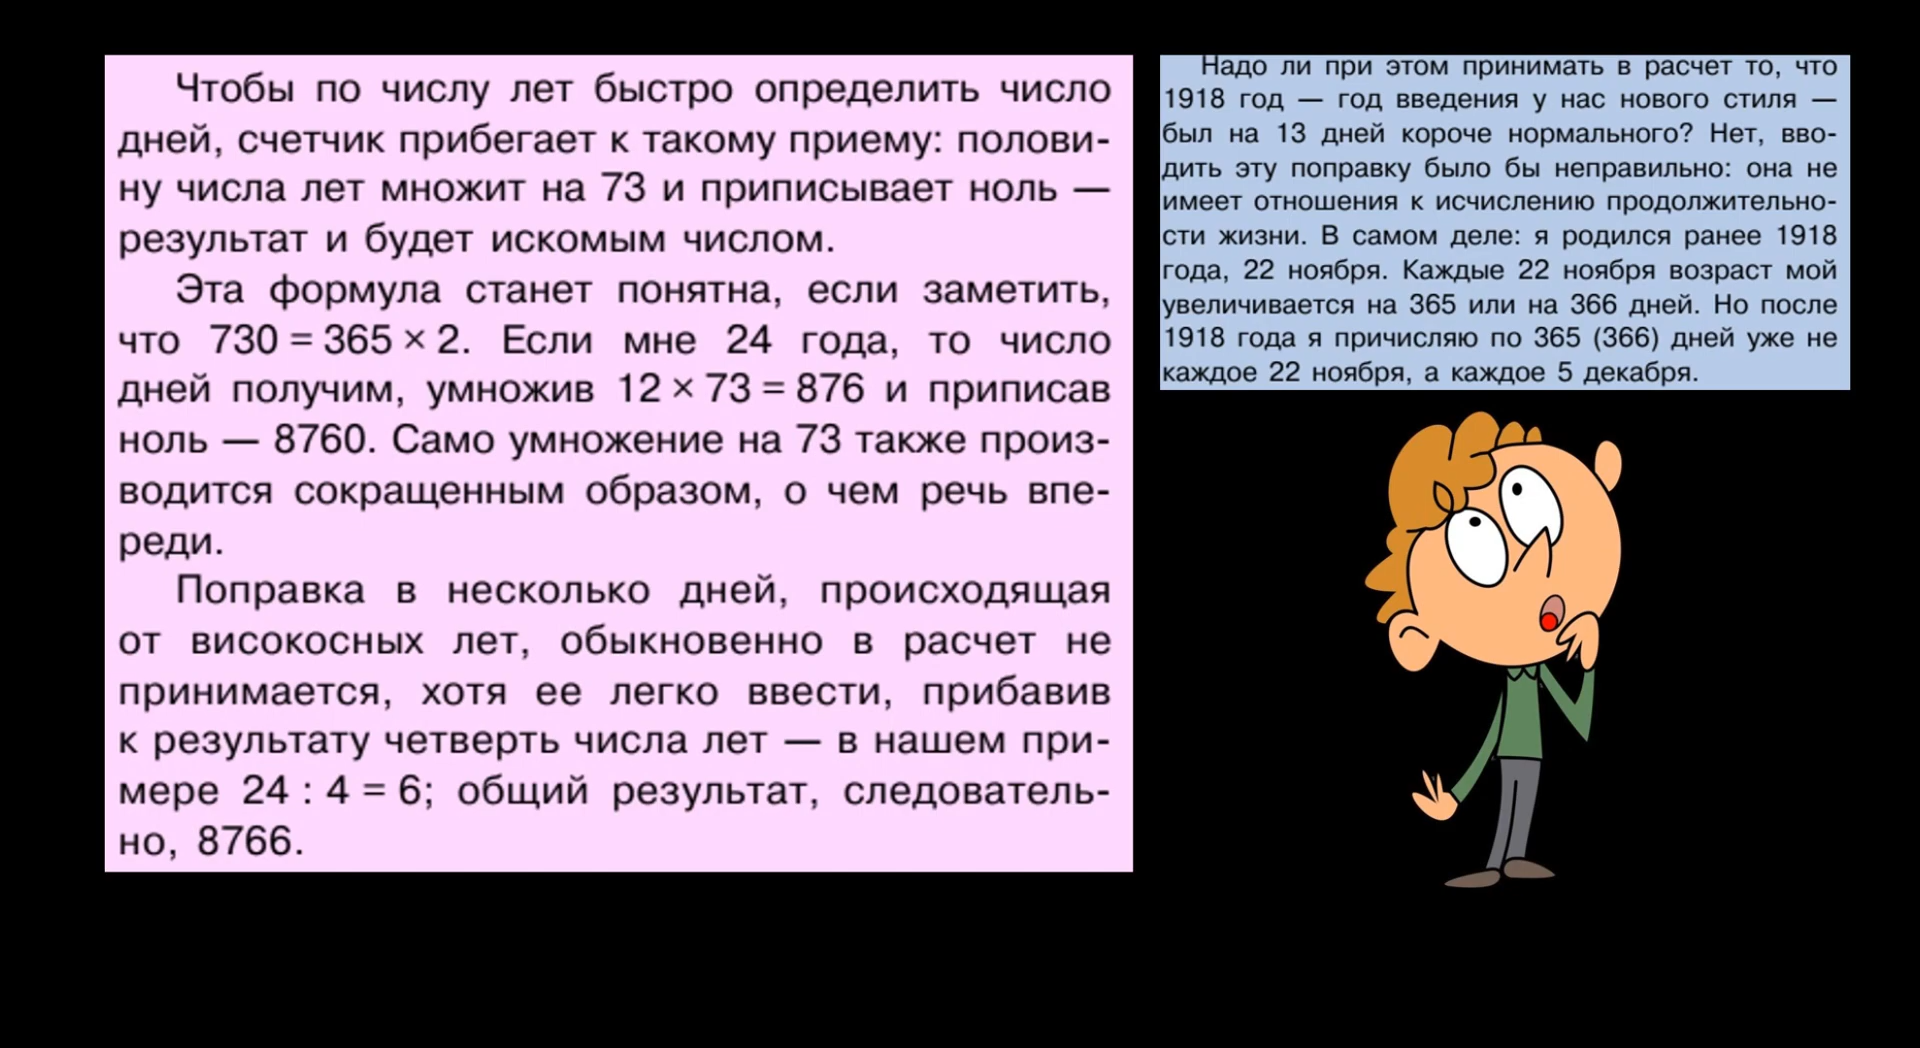 Чтобы по числу лет быстро определить число
дней, счетчик прибегает к такому приему: полови-
ну числа лет множит на 73 и приписывает ноль —
результат и будет искомым числом.
Эта формула станет понятна, если заметить,
что 730 = 365 × 2. Если мне 24 года, то число
дней получим, умножив 12 × 73 = 876 и приписав
ноль — 8760. Само умножение на 73 также произ-
водится сокращенным образом, о чем речь впе-
реди.
Поправка в несколько дней, происходящая
от високосных лет, обыкновенно в расчет не
принимается, хотя ее легко ввести, прибавив
к результату четверть числа лет — в нашем при-
мере 24 : 4 = 6; общий результат, следователь-
но, 8766.
Надо ли при этом принимать в расчет то, что
1918 год — год введения у нас нового стиля —
был на 13 дней короче нормального? Нет, вво-
дить эту поправку было бы неправильно: она не
имеет отношения к исчислению продолжительно-
сти жизни. В самом деле: я родился ранее 1918
года, 22 ноября. Каждые 22 ноября возраст мой
увеличивается на 365 или на 366 дней. Но после
1918 года я причисляю по 365 (366) дней уже не
каждое 22 ноября, а каждое 5 декабря.